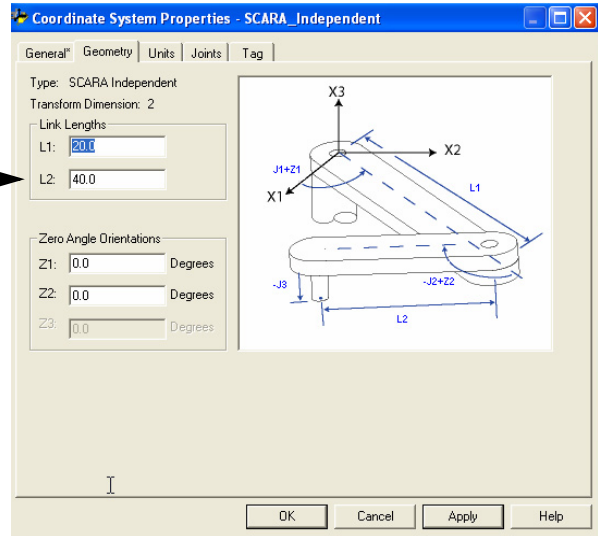 Coordinate System Properties - SCARA_Independent
General* Geometry Units Joints Tag
Type: SCARA Independent
Transform Dimension: 2
Link Lengths
L1: 20.0
L2: 40.0
Zero Angle Orientations
Z1: 0.0 Degrees
Z2: 0.0 Degrees
Z3: 0.0 Degrees
X3
X2
J1+Z1
L1
X1
-J3
-J2+Z2
L2
OK Cancel Apply Help